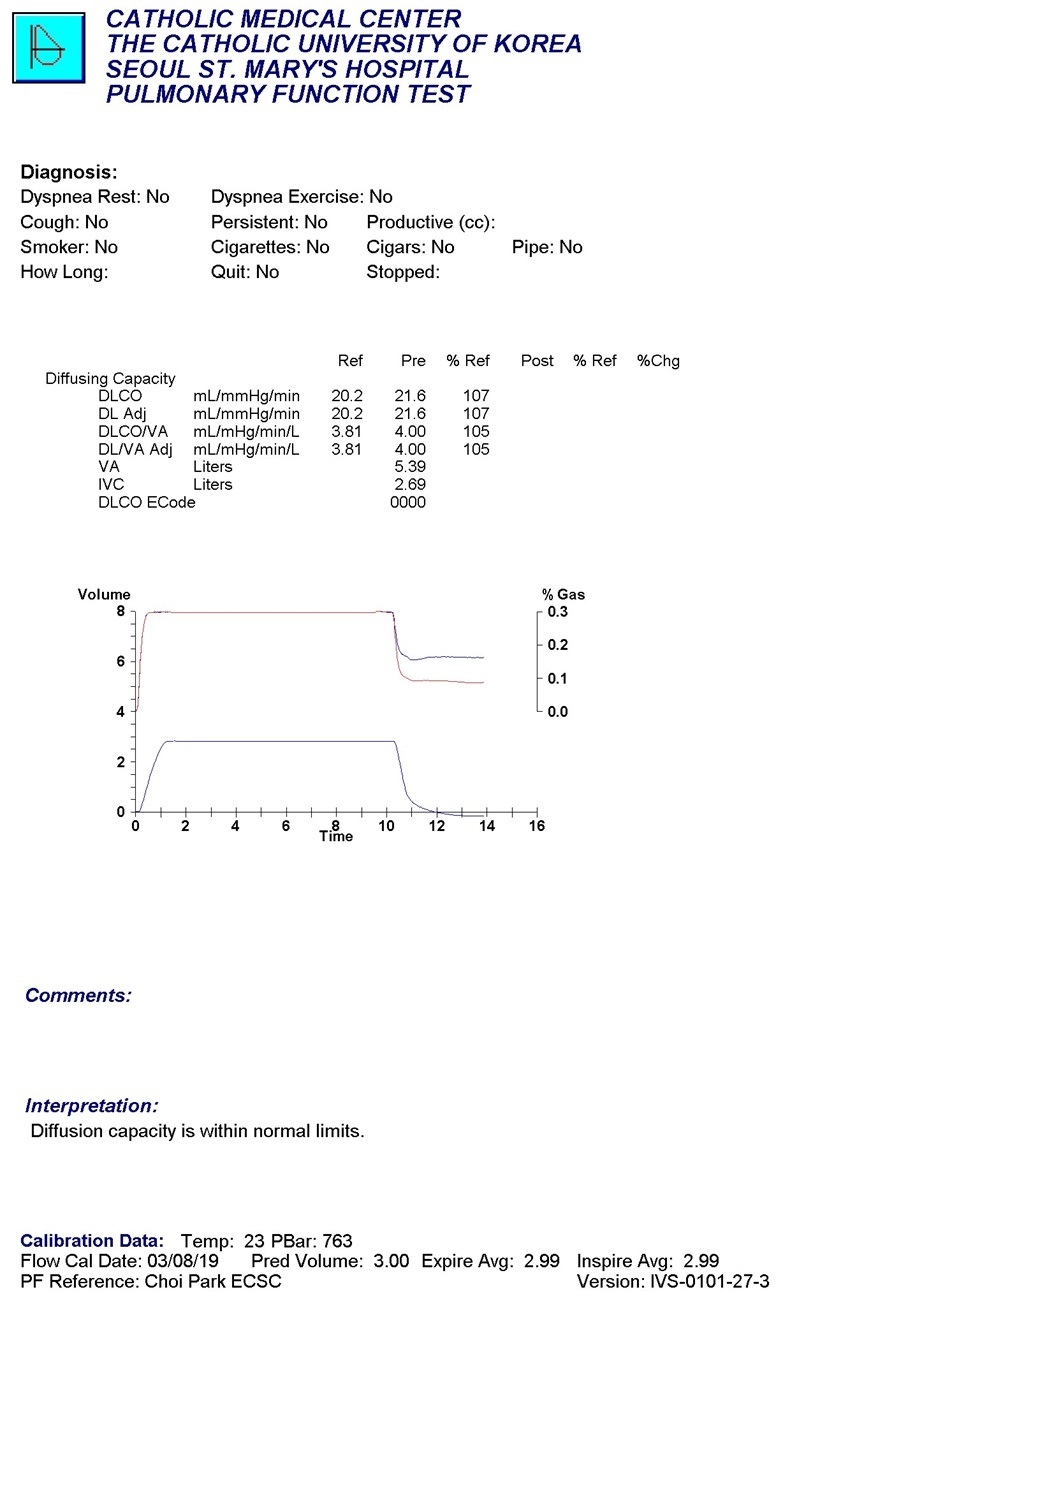 CATHOLIC MEDICAL CENTER
THE CATHOLIC UNIVERSITY OF KOREA
SEOUL ST. MARY'S HOSPITAL
PULMONARY FUNCTION TEST
Diagnosis:
Dyspnea Rest: No Dyspnea Exercise: No
Cough: No Persistent: No Productive (cc):
Smoker: No Cigarettes: No Cigars: No Pipe: No
How Long: Quit: No Stopped:
Ref Pre % Ref Post % Ref %Chg
Diffusing Capacity
DLCO mL/mmHg/min 20.2 21.6 107
DL Adj mL/mmHg/min 20.2 21.6 107
DLCO/VA mL/mHg/min/L 3.81 4.00 105
DL/VA Adj mL/mHg/min/L 3.81 4.00 105
VA Liters 5.39
IVC Liters 2.69
DLCO ECode 0000
Volume % Gas
8 0.3
0.2
6
0.1
4 0.0
2
0
0 2 4 6 8 10 12 14 16
Time
Comments:
Interpretation:
Diffusion capacity is within normal limits.
Calibration Data: Temp: 23 PBar: 763
Flow Cal Date: 03/08/19 Pred Volume: 3.00 Expire Avg: 2.99 Inspire Avg: 2.99
PF Reference: Choi Park ECSC Version: IVS-0101-27-3